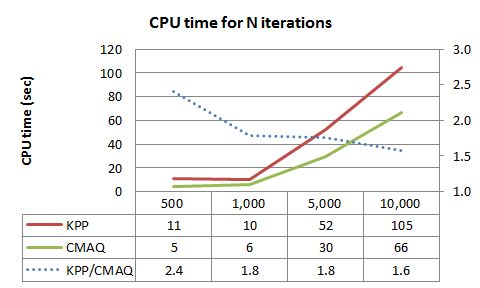 CPU time for N iterations
CPU time (sec)
120 3.0
100 2.5
80
60 2.0
40 1.5
20
0 1.0
500 1,000 5,000 10,000
KPP 11 10 52 105
CMAQ 5 6 30 66
KPP/CMAQ 2.4 1.8 1.8 1.6